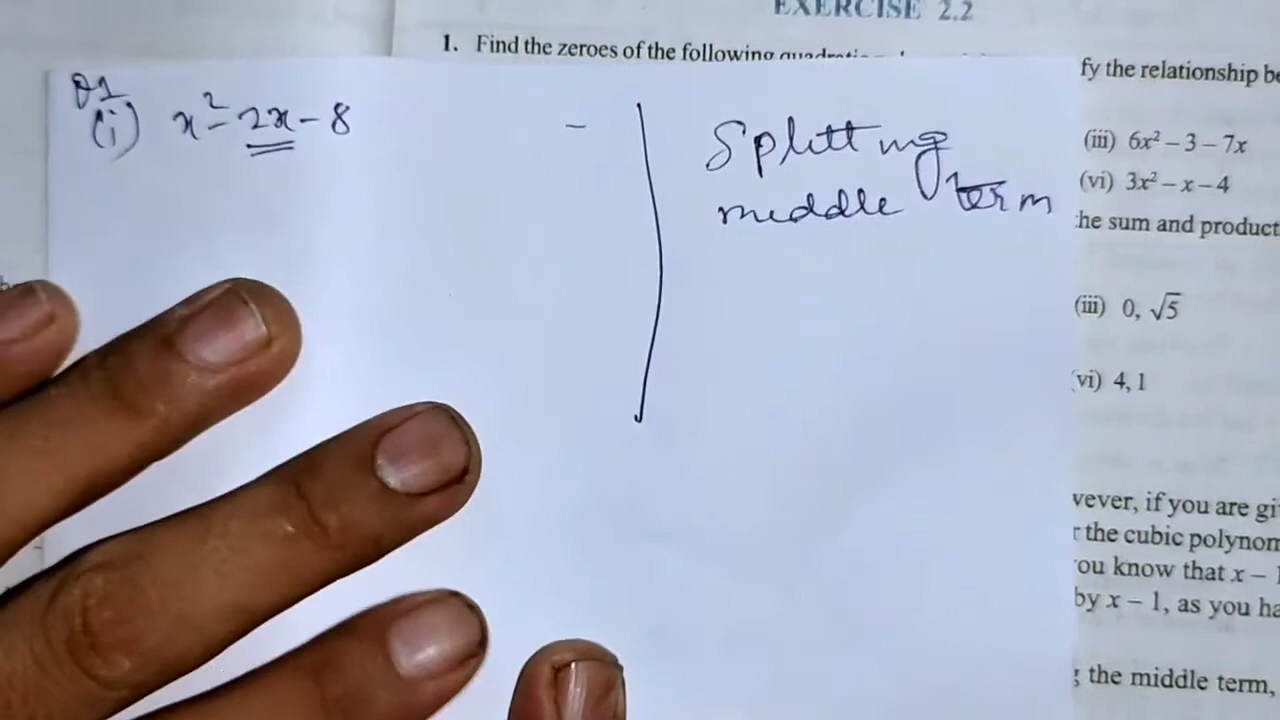 EXERCISE 2.2
1. Find the zeroes of the following quadratic
fy the relationship be
Q1
(i) x² - 2x - 8
-
Splitting
middle term
(iii) 6x² – 3 – 7x
(vi) 3x² – x – 4
he sum and product
(iii) 0, √5
(vi) 4, 1
vever, if you are gi
r the cubic polynom
ou know that x – 1
by x – 1, as you ha
g the middle term,